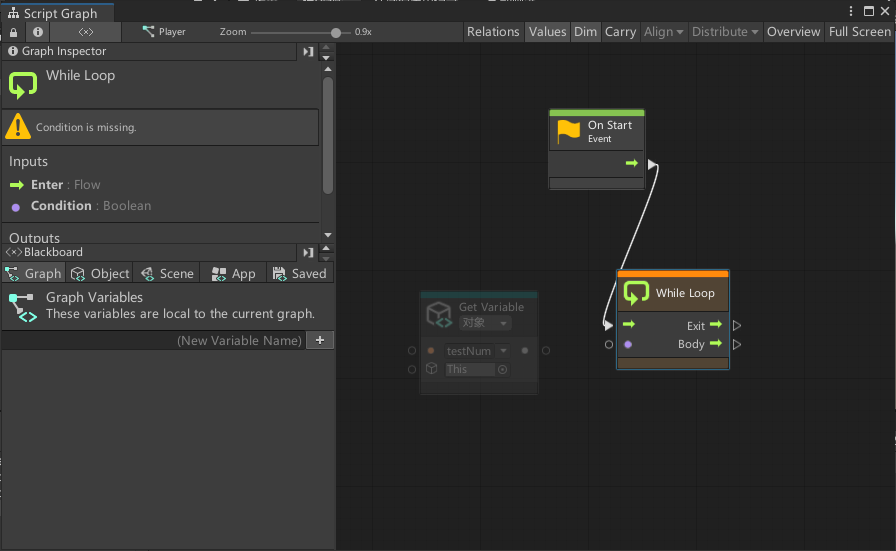 Script Graph
Player
Zoom
0.9x
Relations
Values
Dim
Carry
Align
Distribute
Overview
Full Screen
Graph Inspector
While Loop
Condition is missing.
Inputs
Enter : Flow
Condition : Boolean
Outputs
Blackboard
Graph
Object
Scene
App
Saved
Graph Variables
These variables are local to the current graph.
(New Variable Name)
On Start
Event
Get Variable
对象
testNum
This
While Loop
Exit
Body